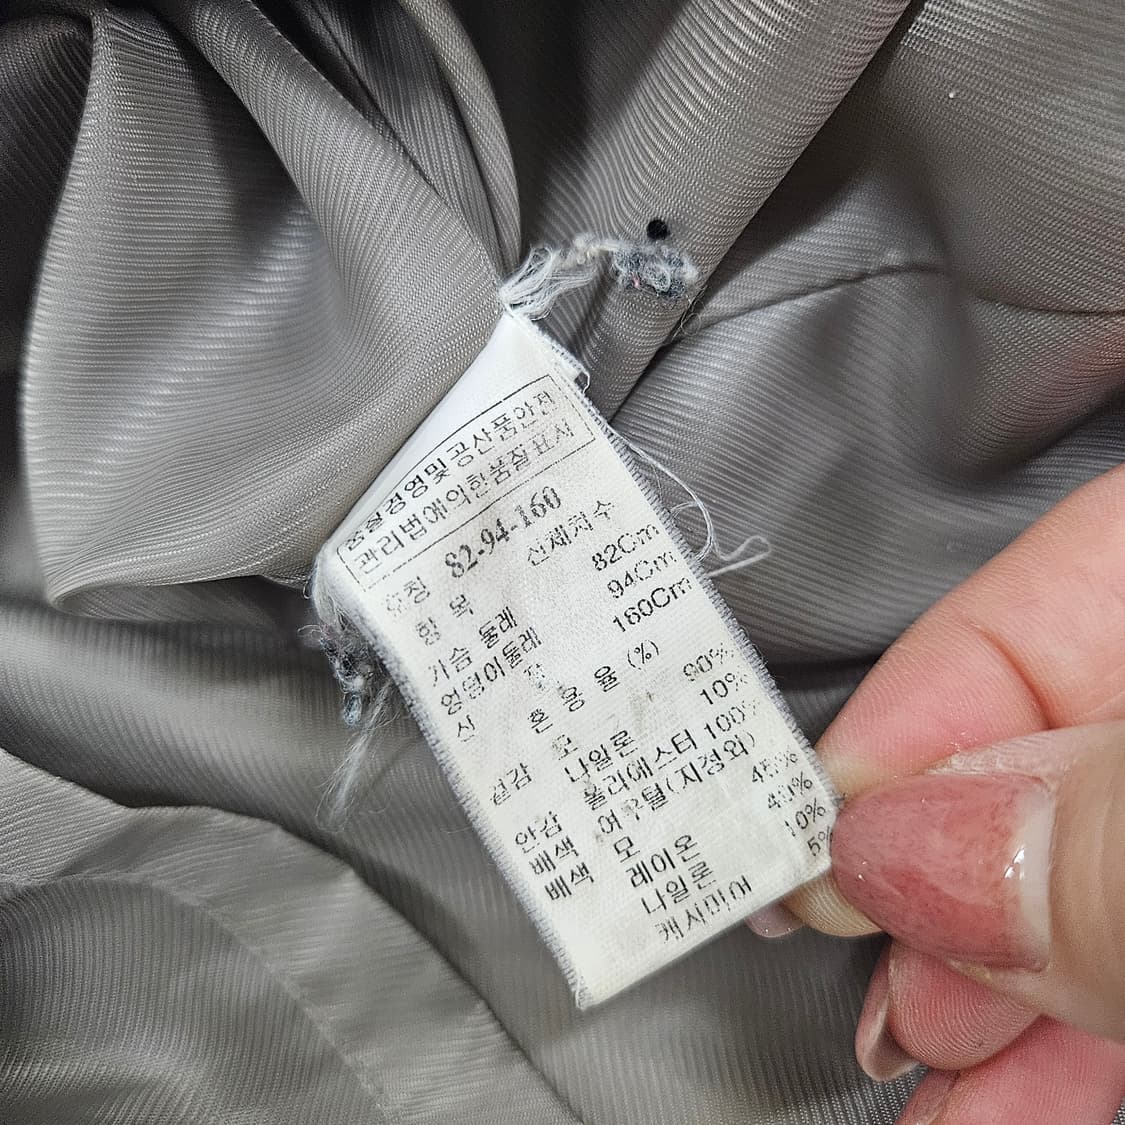 품질경영및공산품안전
관리법에의한품질표시
호칭 82-94-160
항 목 신체치수
가슴 둘레 82Cm
엉덩이둘레 94Cm
신 장 160Cm
혼 용 율 (%)
겉감 모 90%
나일론 10%
안감 폴리에스터 100%
배색 여우털(지정외)
배색 모 45%
레이온 40%
나일론 10%
캐시미어 5%